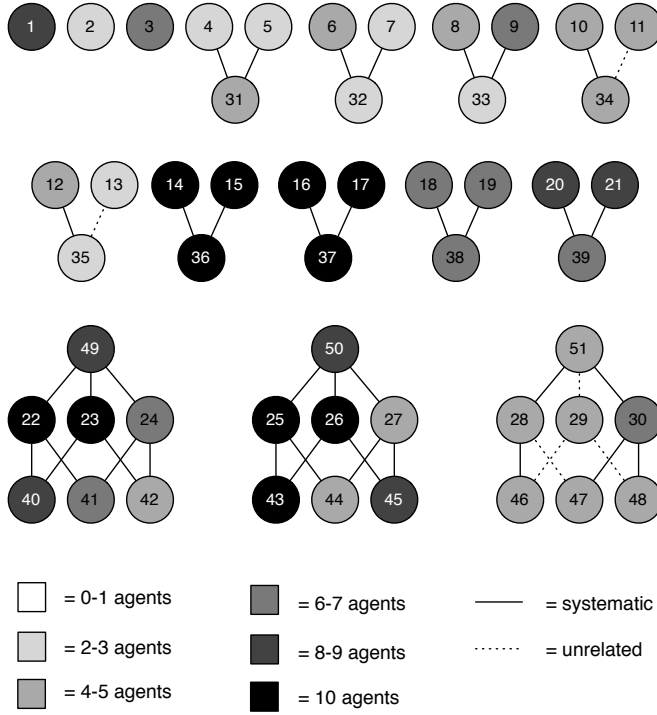 1 2 3 4 5 6 7 8 9 10 11
31 32 33 34
12 13 14 15 16 17 18 19 20 21
35 36 37 38 39
49 50 51
22 23 24 25 26 27 28 29 30
40 41 42 43 44 45 46 47 48
= 0-1 agents = 6-7 agents = systematic
= 2-3 agents = 8-9 agents = unrelated
= 4-5 agents = 10 agents